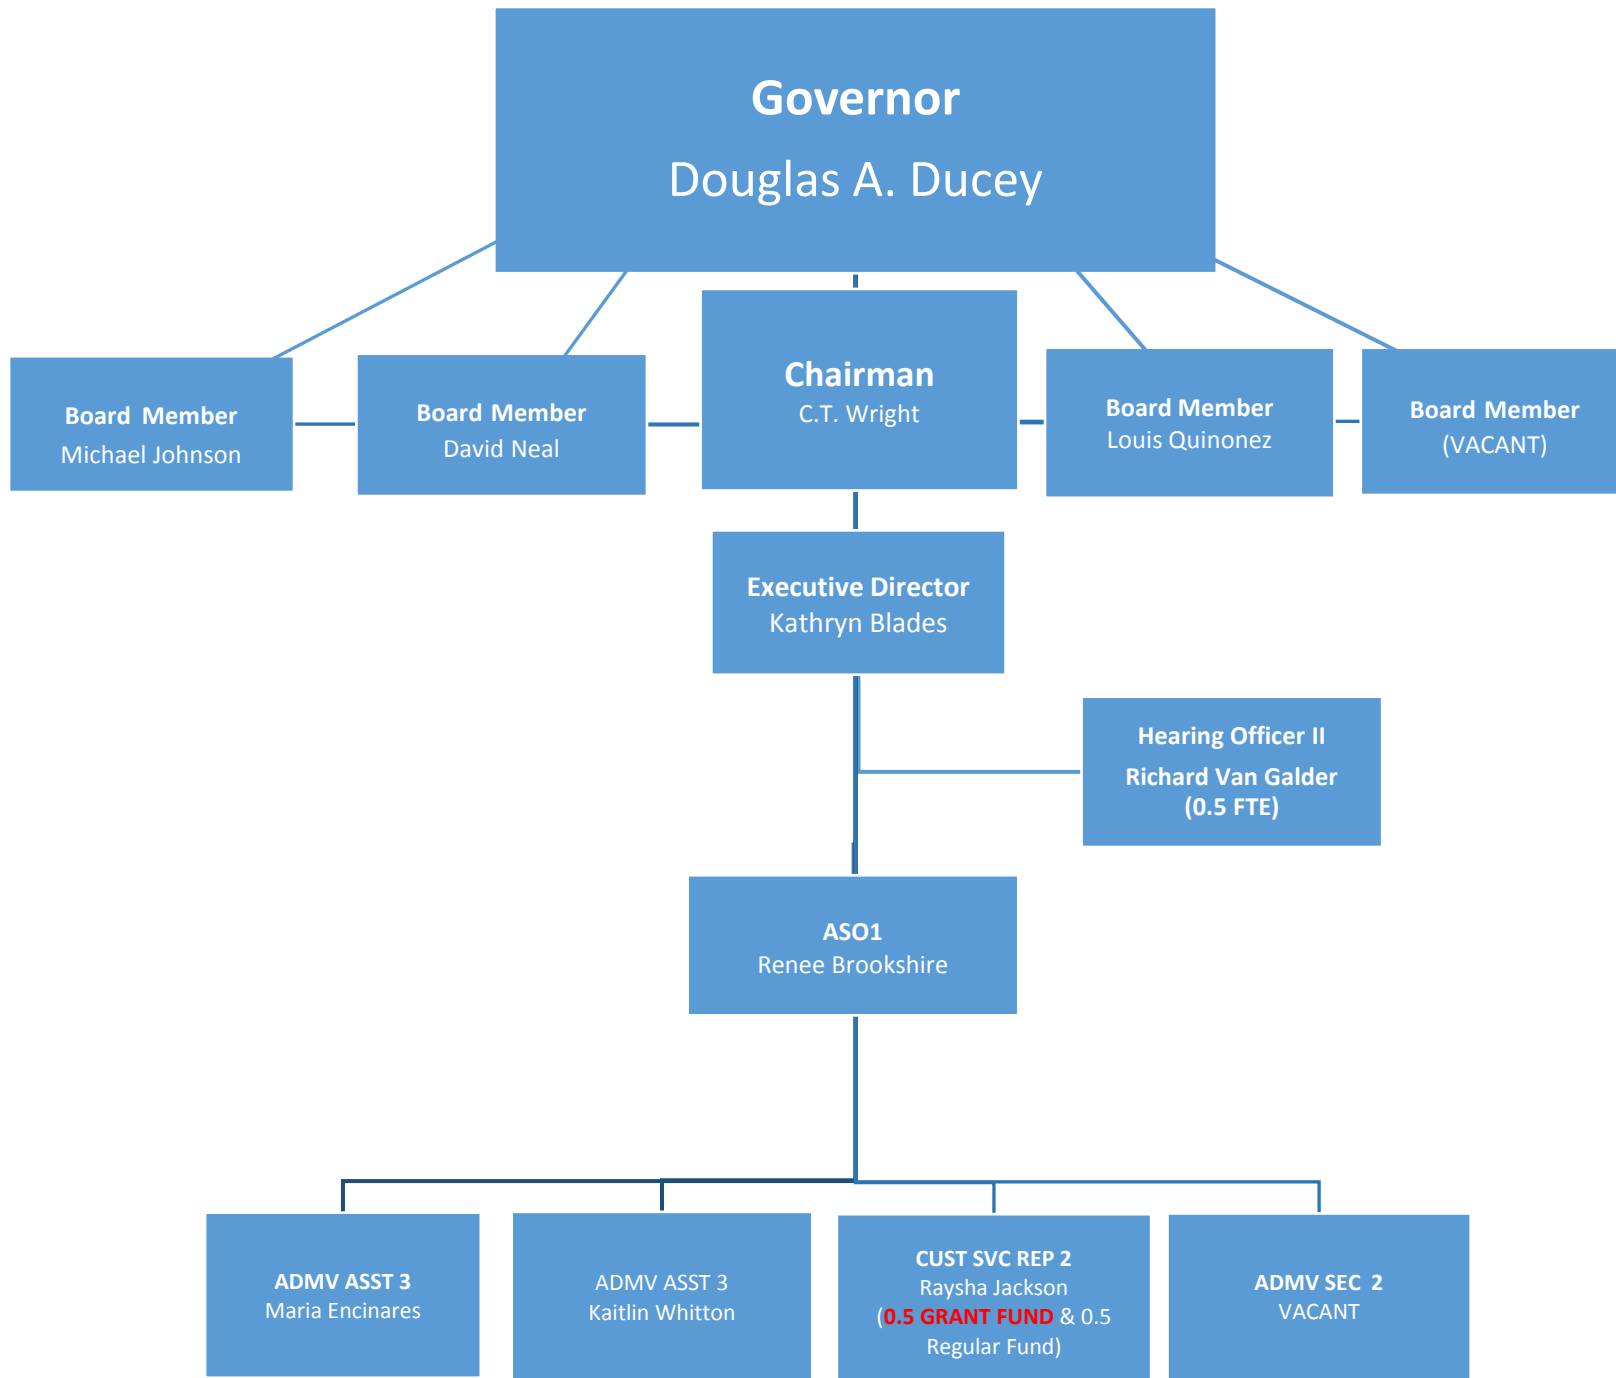 Governor
Douglas A. Ducey
Chairman
C.T. Wright
Board Member
Michael Johnson
Board Member
David Neal
Board Member
Louis Quinonez
Board Member
(VACANT)
Executive Director
Kathryn Blades
Hearing Officer II
Richard Van Galder
(0.5 FTE)
ASO1
Renee Brookshire
ADMV ASST 3
Maria Encinares
ADMV ASST 3
Kaitlin Whitton
CUST SVC REP 2
Raysha Jackson
(0.5 GRANT FUND & 0.5
Regular Fund)
ADMV SEC 2
VACANT